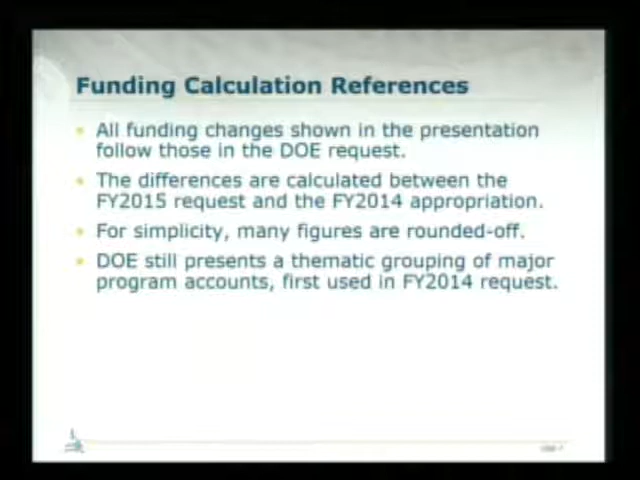 Funding Calculation References
All funding changes shown in the presentation
follow those in the DOE request.
The differences are calculated between the
FY2015 request and the FY2014 appropriation.
For simplicity, many figures are rounded-off.
DOE still presents a thematic grouping of major
program accounts, first used in FY2014 request.